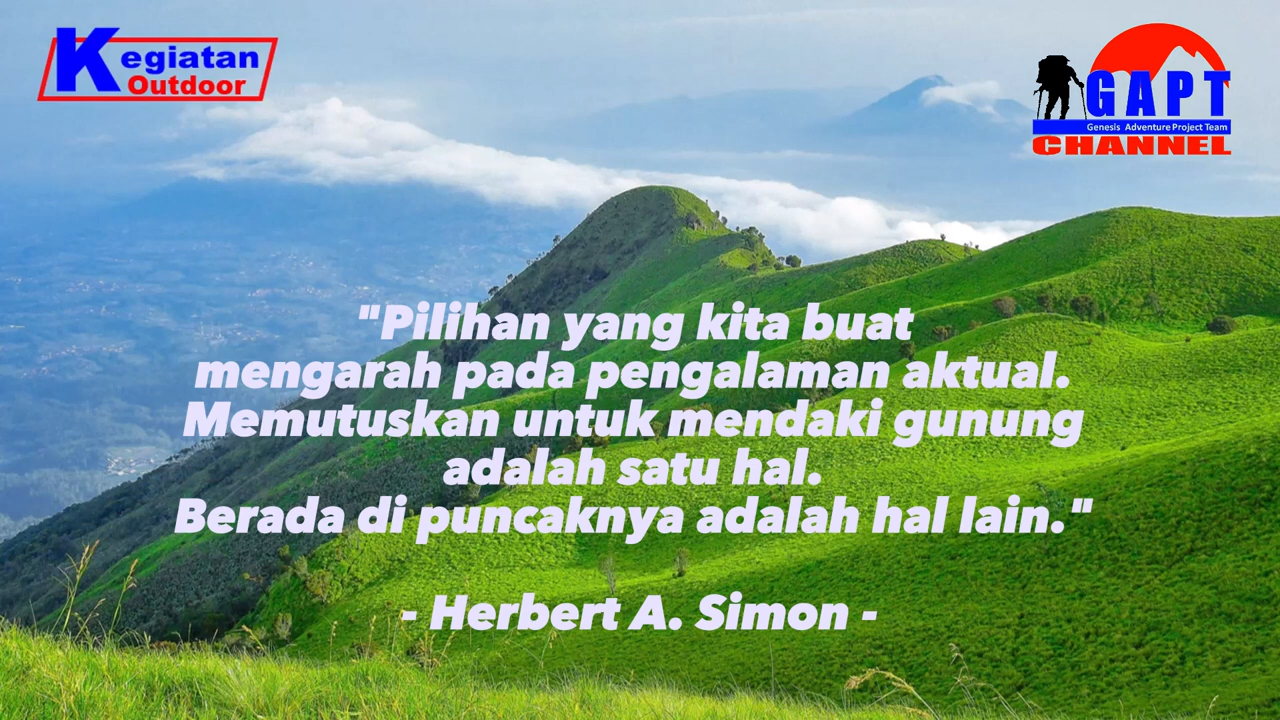 Kegiatan
Outdoor
GAPT
Genesis Adventure Project Team
CHANNEL
"Pilihan yang kita buat
mengarah pada pengalaman aktual.
Memutuskan untuk mendaki gunung
adalah satu hal.
Berada di puncaknya adalah hal lain."
- Herbert A. Simon -